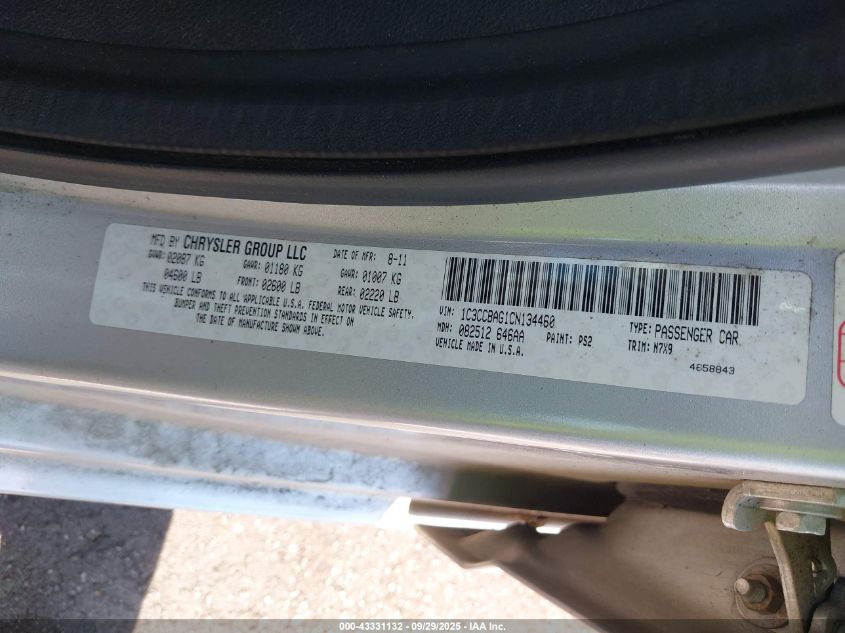 MFD BY CHRYSLER GROUP LLC DATE OF MFR: 8-11
GVWR: 02087 KG GAWR: 01180 KG GAWR: 01007 KG
04600 LB FRONT: 02600 LB REAR: 02220 LB
THIS VEHICLE CONFORMS TO ALL APPLICABLE U.S.A. FEDERAL MOTOR VEHICLE SAFETY,
BUMPER AND THEFT PREVENTION STANDARDS IN EFFECT ON
THE DATE OF MANUFACTURE SHOWN ABOVE.
VIN: 1C3CCBAG1CN134460 TYPE: PASSENGER CAR
MDH: 082512 646AA PAINT: PS2 TRIM: M7X9
VEHICLE MADE IN U.S.A. 4658843
000-43331132 - 09/29/2025 - IAA Inc.